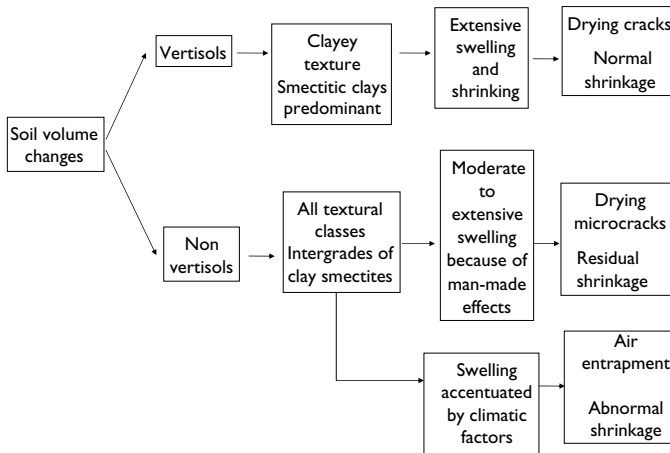 Soil volume
changes
Vertisols
Clayey
texture
Smectitic clays
predominant
Extensive
swelling
and
shrinking
Drying cracks
Normal
shrinkage
Non
vertisols
All textural
classes
Intergrades of
clay smectites
Moderate
to
extensive
swelling
because of
man-made
effects
Drying
microcracks
Residual
shrinkage
Swelling
accentuated
by climatic
factors
Air
entrapment
Abnormal
shrinkage